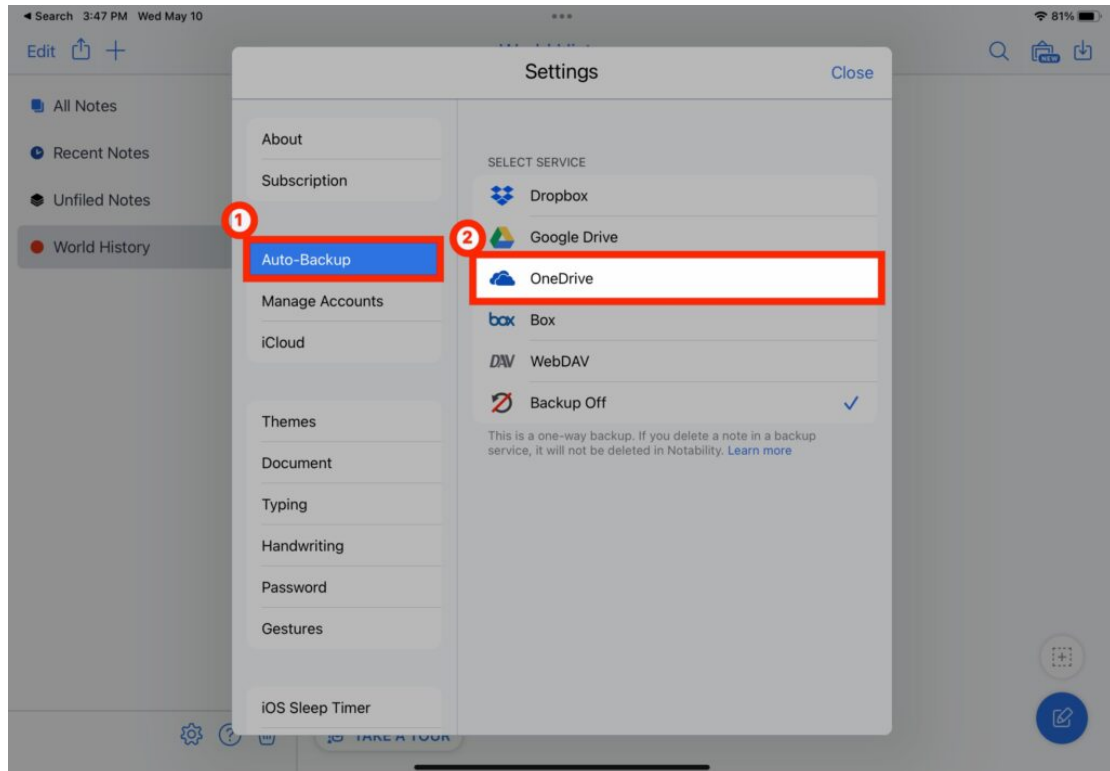 Search 3:47 PM Wed May 10
81%
Edit
NEW
Settings
Close
All Notes
Recent Notes
Unfiled Notes
World History
About
Subscription
1
Auto-Backup
Manage Accounts
iCloud
Themes
Document
Typing
Handwriting
Password
Gestures
iOS Sleep Timer
SELECT SERVICE
Dropbox
2
Google Drive
OneDrive
box Box
DAV WebDAV
Backup Off
This is a one-way backup. If you delete a note in a backup
service, it will not be deleted in Notability. Learn more
?
TAKE A TOUR